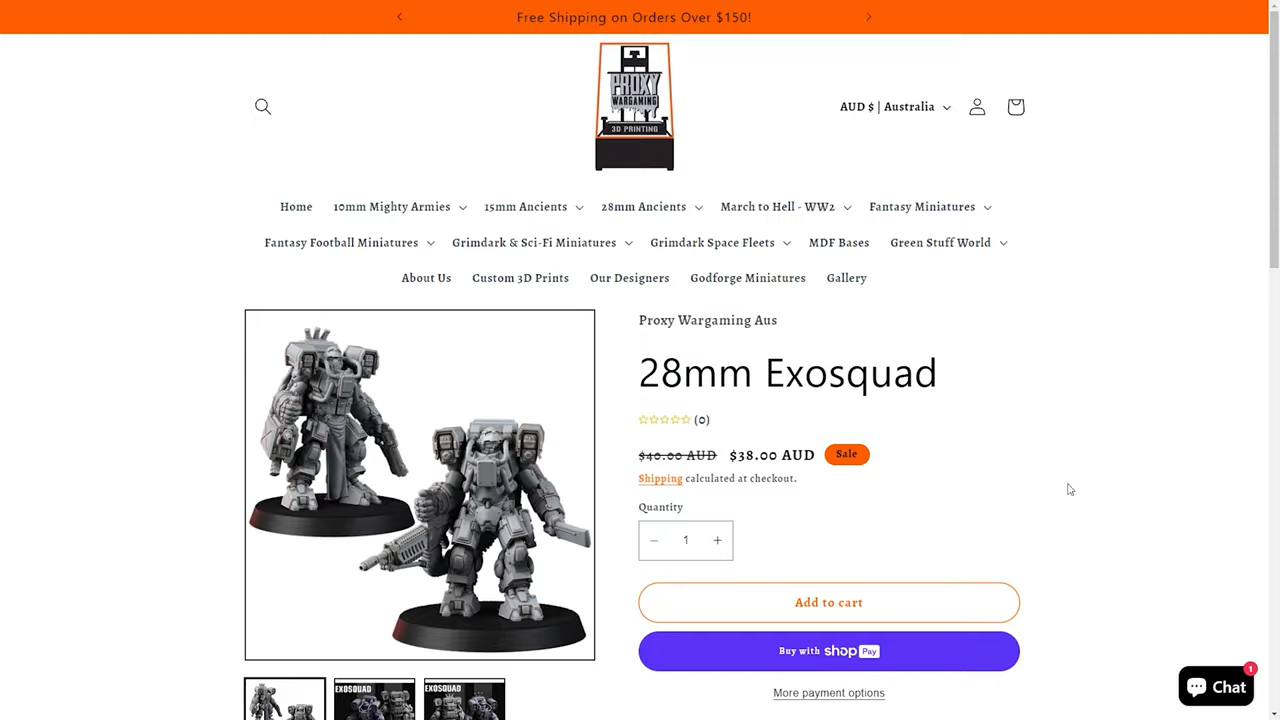 Free Shipping on Orders Over $150!
PROXY
WARGAMING
3D PRINTING
AUD $ | Australia
Home 10mm Mighty Armies 15mm Ancients 28mm Ancients March to Hell - WW2 Fantasy Miniatures
Fantasy Football Miniatures Grimdark & Sci-Fi Miniatures Grimdark Space Fleets MDF Bases Green Stuff World
About Us Custom 3D Prints Our Designers Godforge Miniatures Gallery
Proxy Wargaming Aus
28mm Exosquad
(0)
$40.00 AUD $38.00 AUD Sale
Shipping calculated at checkout.
Quantity
1
Add to cart
Buy with shop Pay
More payment options
EXOSQUAD
EXOSQUAD
Chat
1